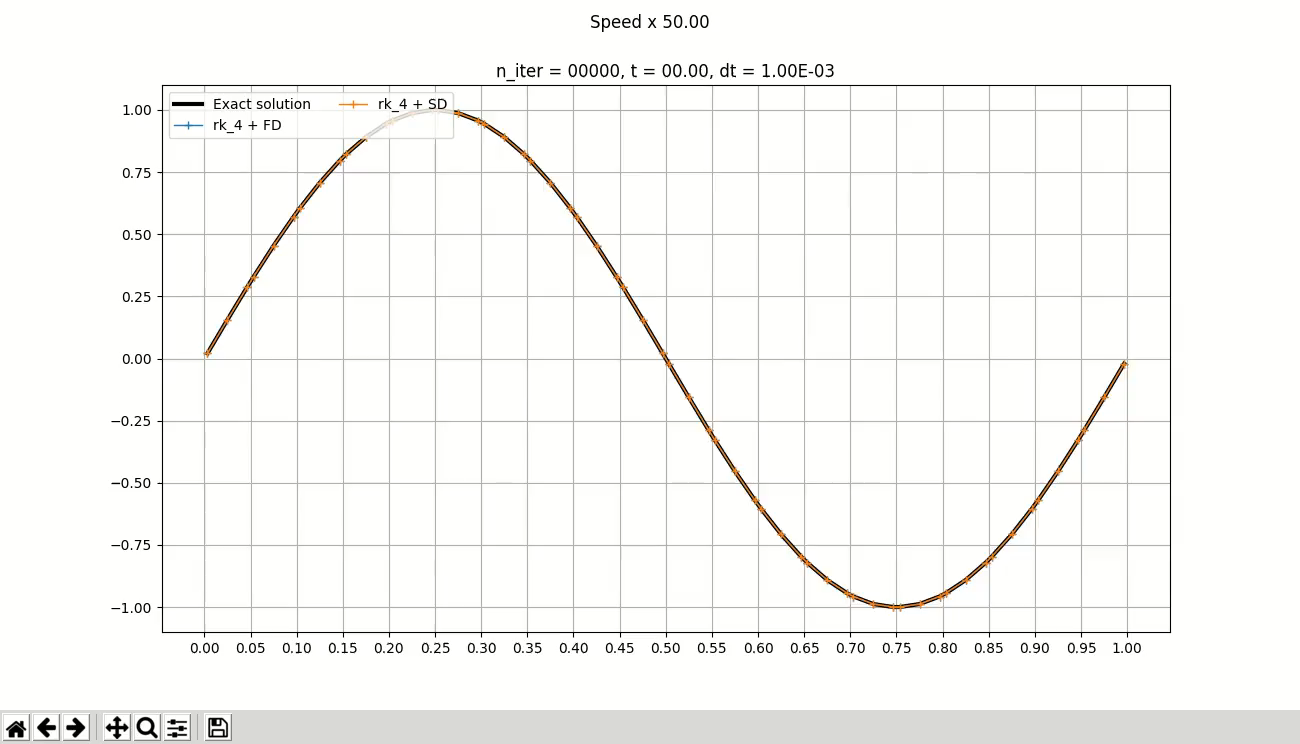 Speed x 50.00
n_iter = 00000, t = 00.00, dt = 1.00E-03
Exact solution
rk_4 + FD
rk_4 + SD
1.00
0.75
0.50
0.25
0.00
−0.25
−0.50
−0.75
−1.00
0.00 0.05 0.10 0.15 0.20 0.25 0.30 0.35 0.40 0.45 0.50 0.55 0.60 0.65 0.70 0.75 0.80 0.85 0.90 0.95 1.00